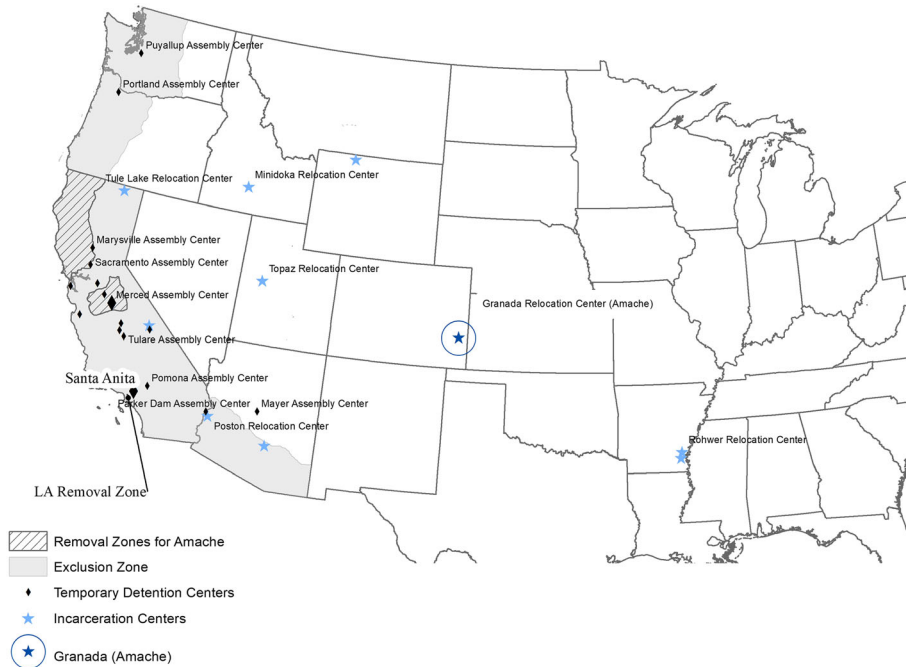 Puyallup Assembly Center
Portland Assembly Center
Tule Lake Relocation Center
Minidoka Relocation Center
Marysville Assembly Center
Sacramento Assembly Center
Topaz Relocation Center
Merced Assembly Center
Granada Relocation Center (Amache)
Tulare Assembly Center
Santa Anita
Pomona Assembly Center
Parker Dam Assembly Center
Mayer Assembly Center
Poston Relocation Center
Rohwer Relocation Center
LA Removal Zone
Removal Zones for Amache
Exclusion Zone
Temporary Detention Centers
Incarceration Centers
Granada (Amache)